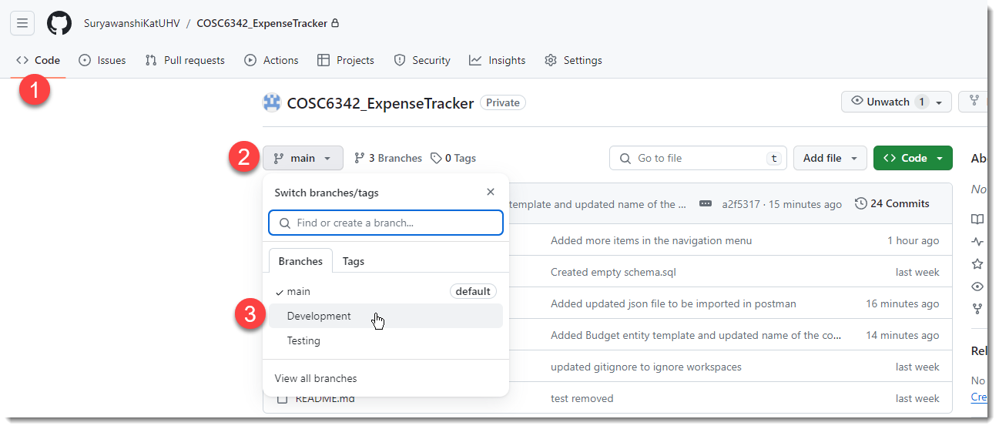 SuryawanshiKatUHV / COSC6342_ExpenseTracker
Code Issues Pull requests Actions Projects Security Insights Settings
1
COSC6342_ExpenseTracker Private Unwatch 1
2 main 3 Branches 0 Tags Go to file t Add file Code
Switch branches/tags
template and updated name of the ... a2f5317 · 15 minutes ago 24 Commits
Find or create a branch...
Added more items in the navigation menu 1 hour ago
Branches Tags
Created empty schema.sql last week
main default
Added updated json file to be imported in postman 16 minutes ago
3 Development
Added Budget entity template and updated name of the co... 14 minutes ago
Testing
updated gitignore to ignore workspaces last week
View all branches
README.md test removed last week
No